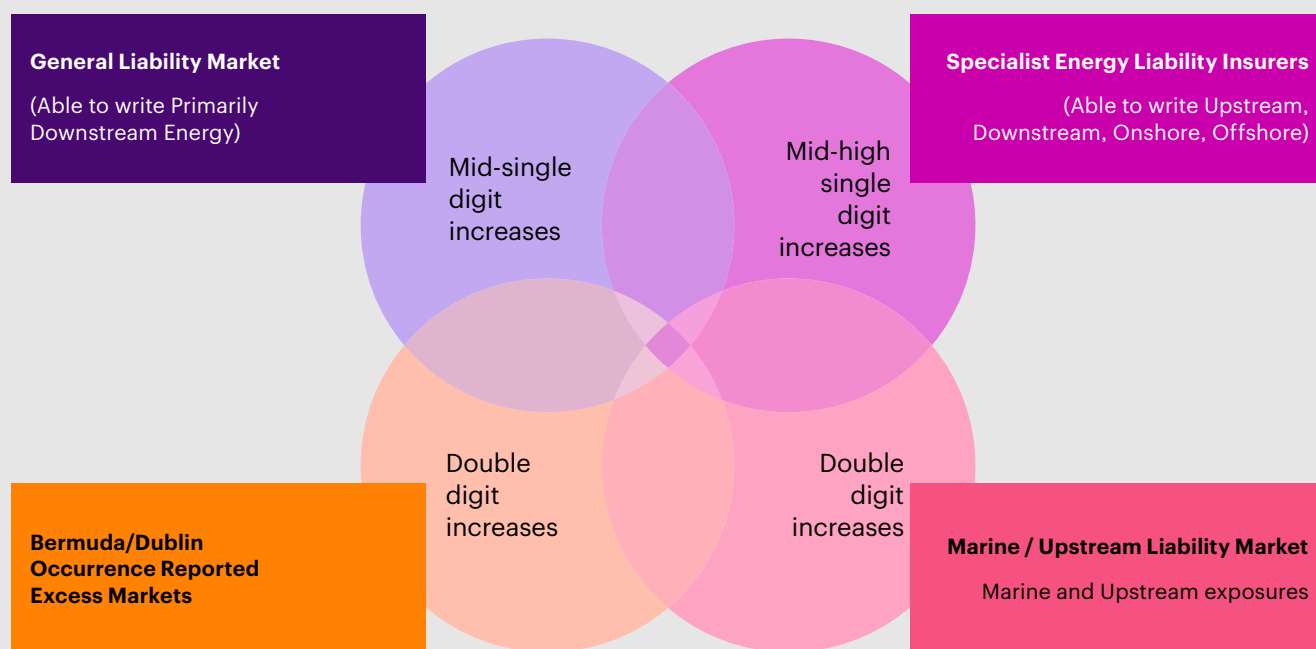 General Liability Market
(Able to write Primarily
Downstream Energy)
Specialist Energy Liability Insurers
(Able to write Upstream,
Downstream, Onshore, Offshore)
Mid-single
digit
increases
Mid-high
single
digit
increases
Double
digit
increases
Double
digit
increases
Bermuda/Dublin
Occurrence Reported
Excess Markets
Marine / Upstream Liability Market
Marine and Upstream exposures